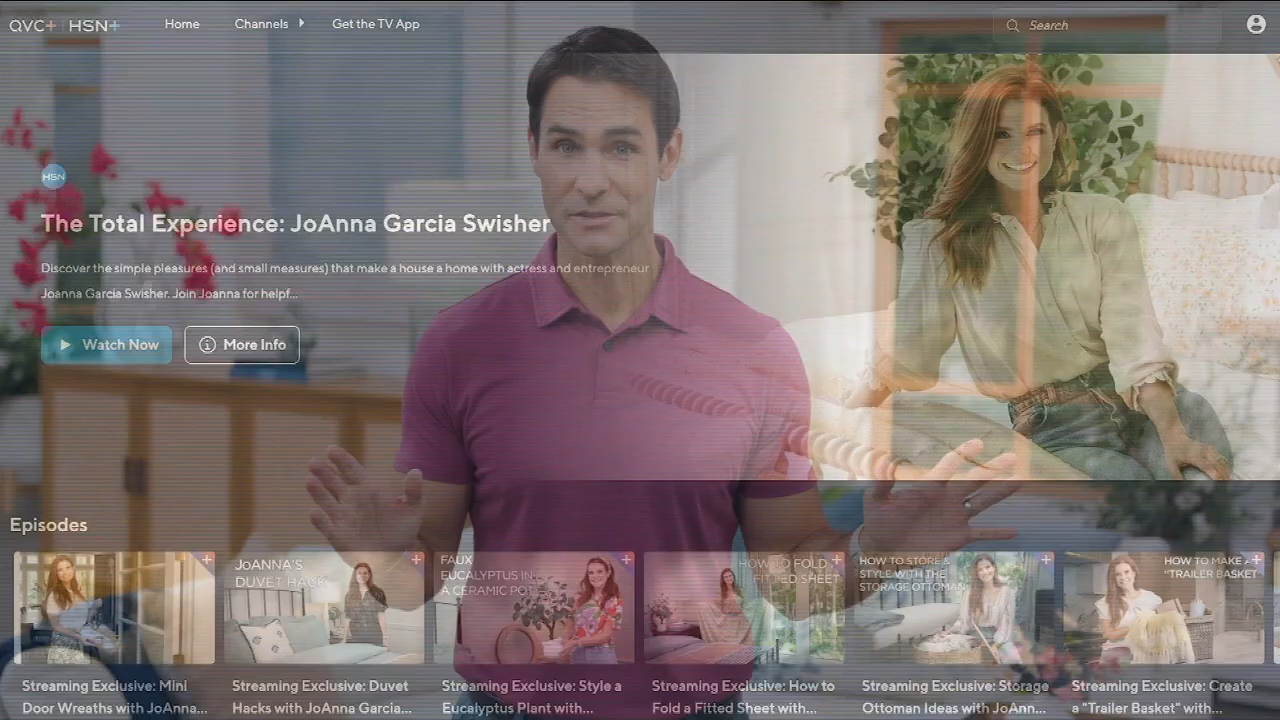 QVC+ | HSN+
Home
Channels
Get the TV App
Search
HSN
The Total Experience: JoAnna Garcia Swisher
Discover the simple pleasures (and small measures) that make a house a home with actress and entrepreneur
Joanna Garcia Swisher. Join Joanna for helpf...
Watch Now
More Info
Episodes
JoANNA'S
DUVET HACK
FAUX
EUCALYPTUS IN
A CERAMIC POT
HOW TO FOLD A
FITTED SHEET
HOW TO STORE &
STYLE WITH THE
STORAGE OTTOMAN
HOW TO MAKE A
"TRAILER BASKET"
Streaming Exclusive: Mini
Door Wreaths with JoAnna...
Streaming Exclusive: Duvet
Hacks with JoAnna Garcia...
Streaming Exclusive: Style a
Eucalyptus Plant with...
Streaming Exclusive: How to
Fold a Fitted Sheet with...
Streaming Exclusive: Storage
Ottoman Ideas with JoAnn...
Streaming Exclusive: Create
a "Trailer Basket" with...